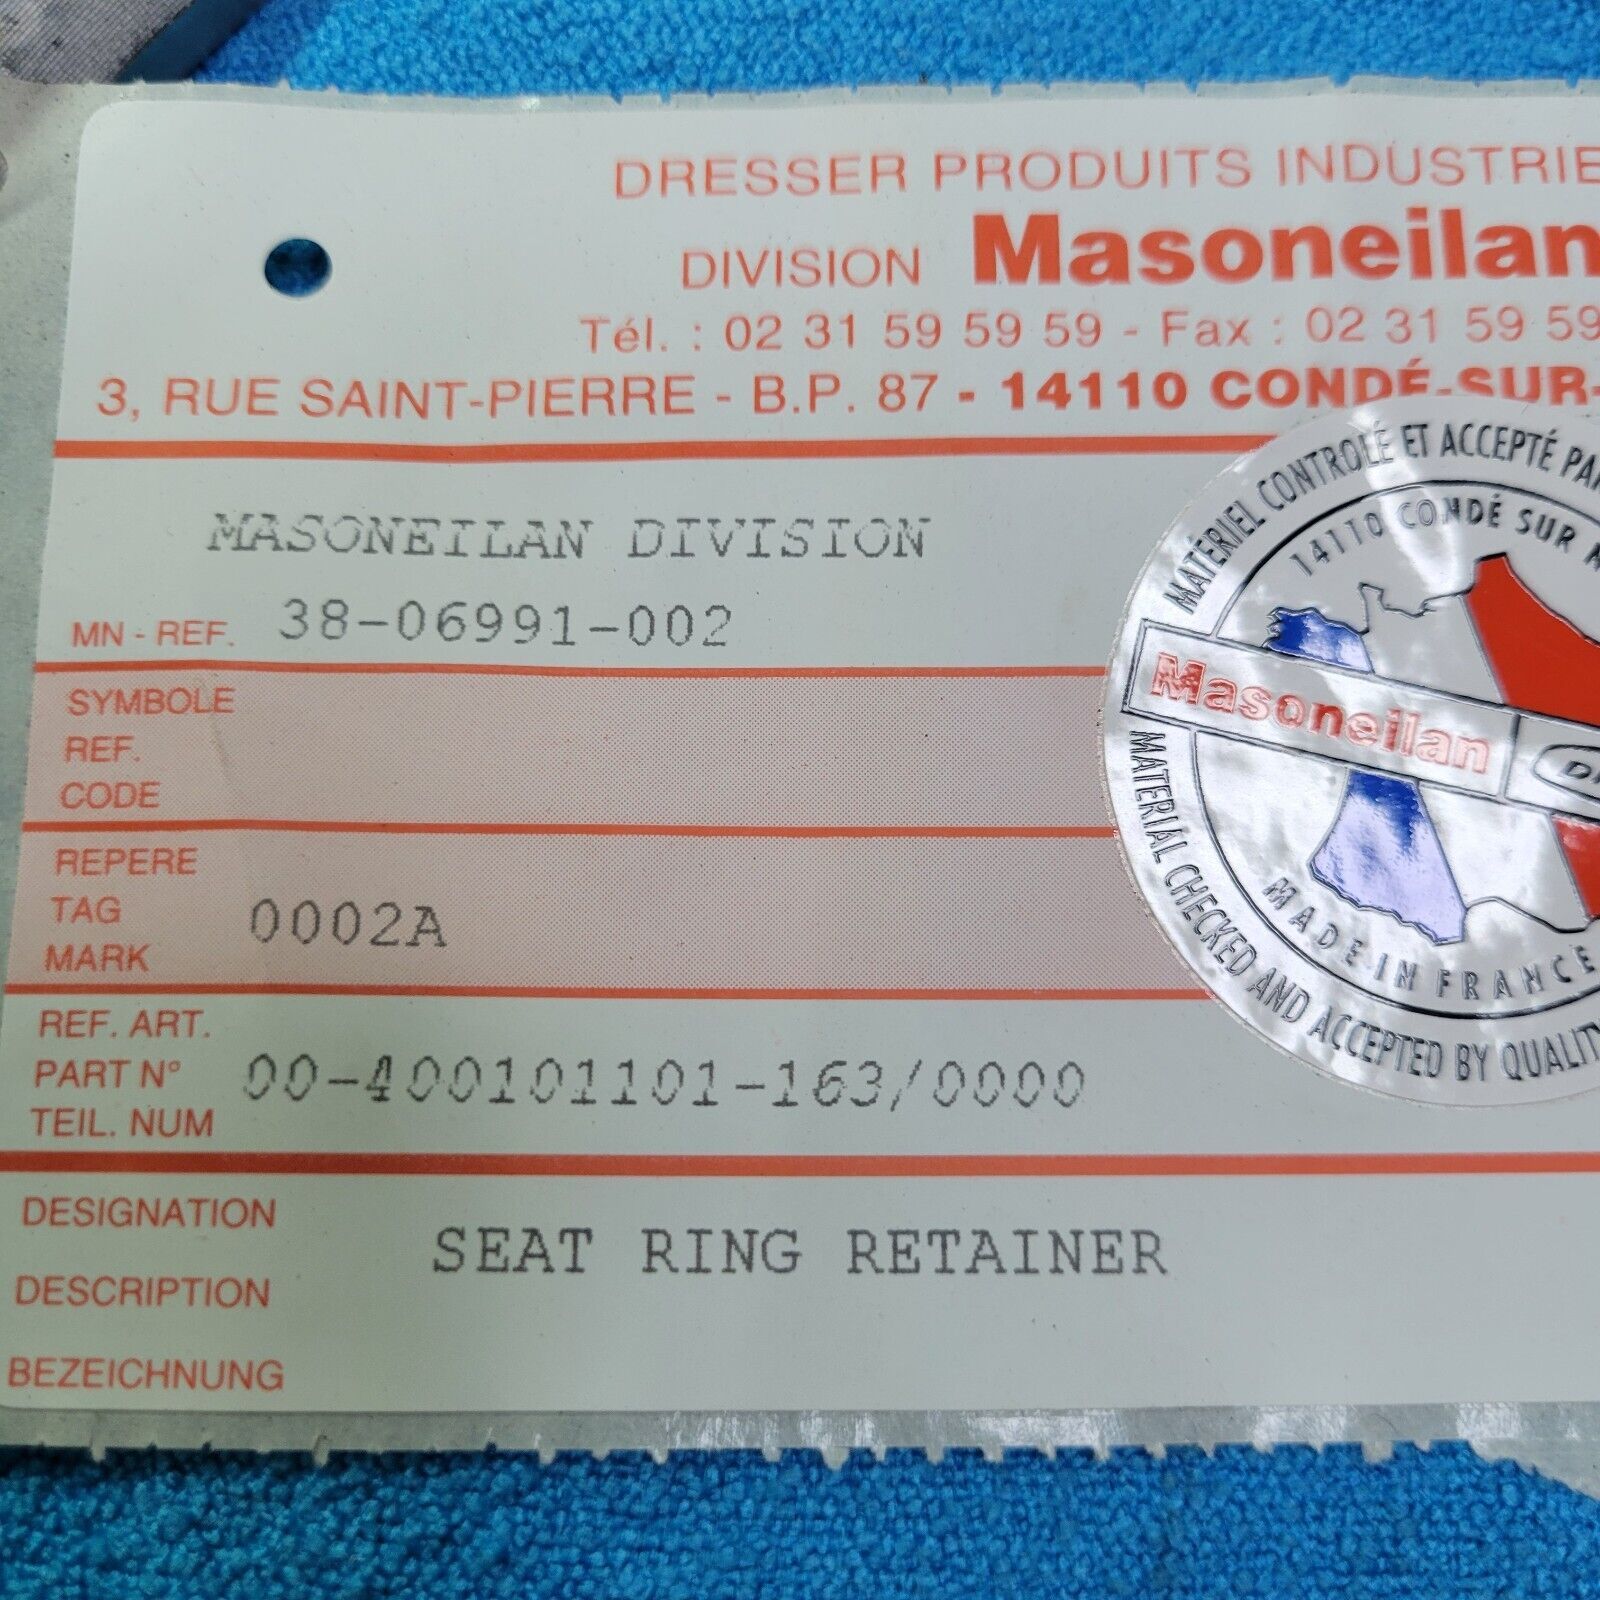 DRESSER PRODUITS INDUSTRIE
DIVISION Masoneilan
Tél. : 02 31 59 59 59 - Fax : 02 31 59 59
3, RUE SAINT-PIERRE - B.P. 87 - 14110 CONDÉ-SUR-
MASONEILAN DIVISION
MN - REF. 38-06991-002
SYMBOLE
REF.
CODE
REPERE
TAG 0002A
MARK
REF. ART.
PART N° 00-400101101-163/0000
TEIL. NUM
DESIGNATION
SEAT RING RETAINER
DESCRIPTION
BEZEICHNUNG
MATÉRIEL CONTROLÉ ET ACCEPTÉ PAR
14110 CONDÉ SUR
Masoneilan
MADE IN FRANCE
MATERIAL CHECKED AND ACCEPTED BY QUALIT